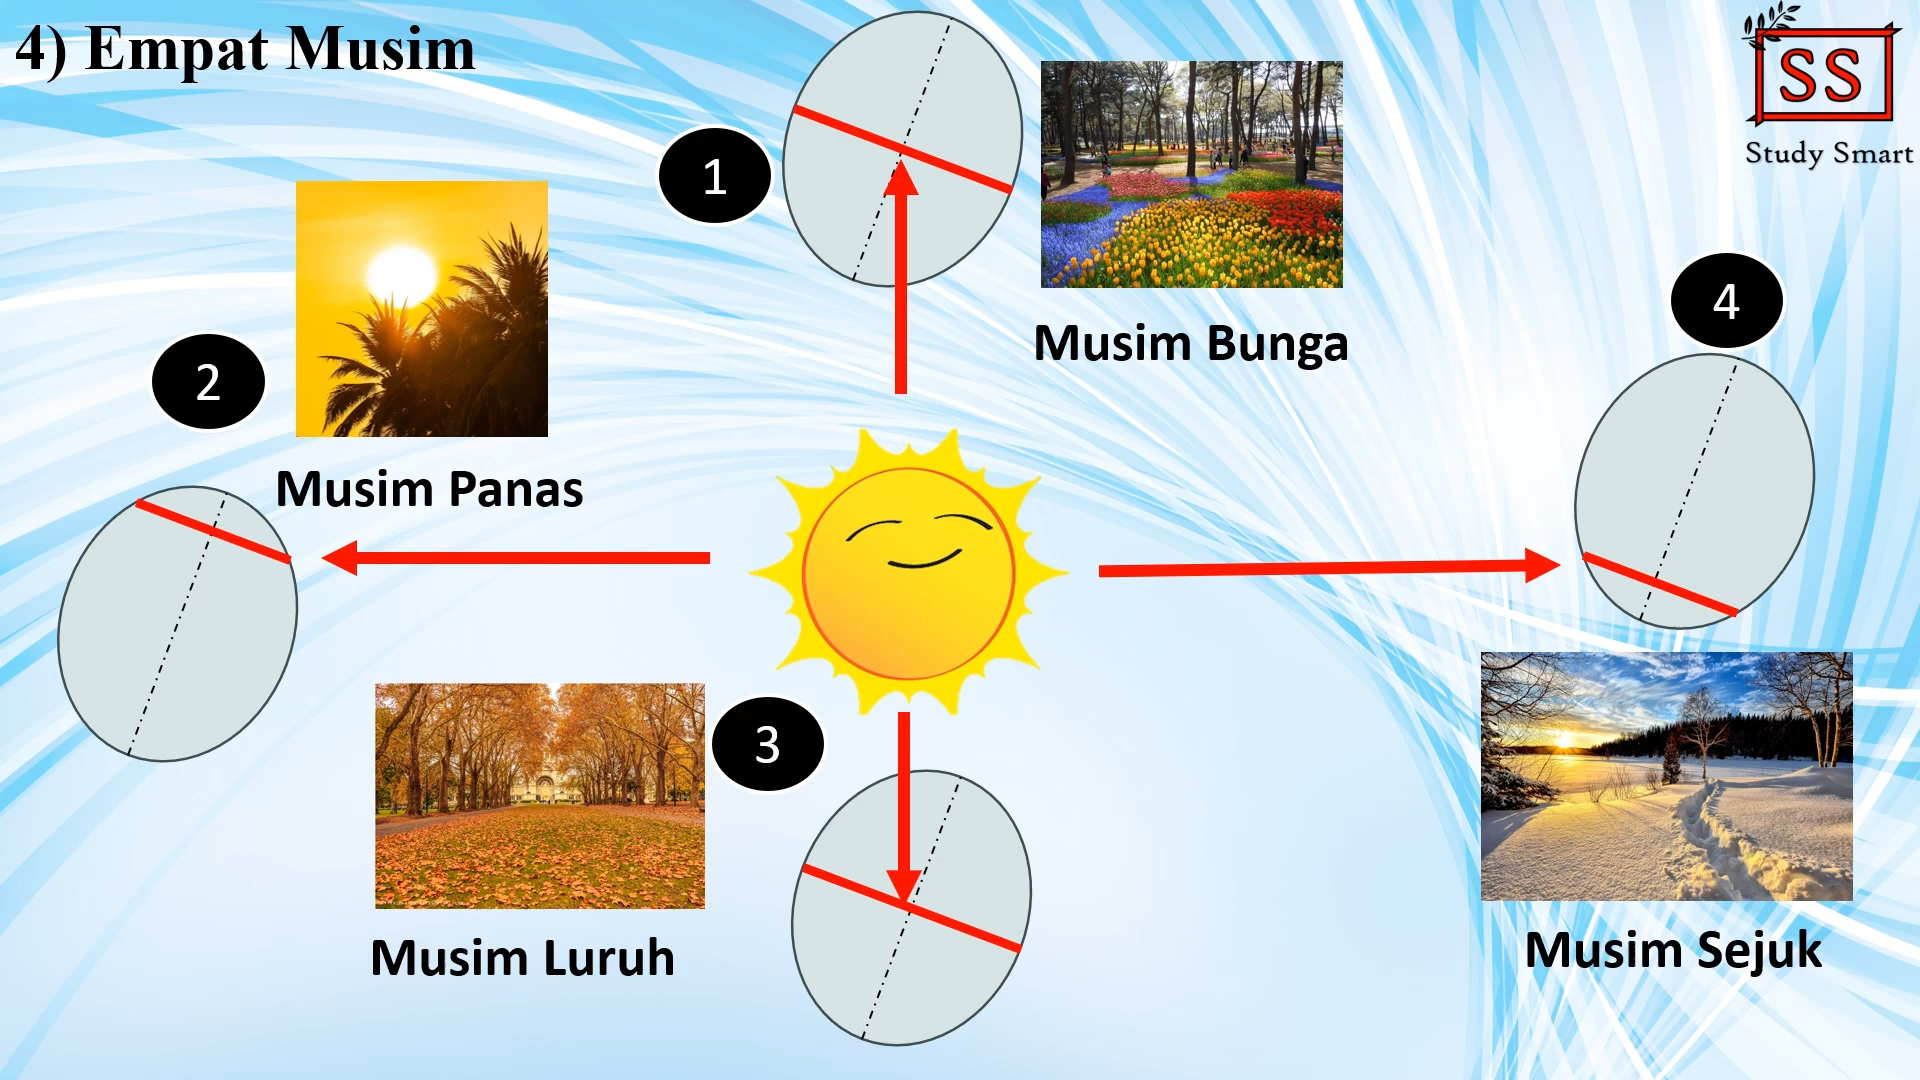 4) Empat Musim
SS
Study Smart
1
Musim Bunga
2
Musim Panas
3
Musim Luruh
4
Musim Sejuk